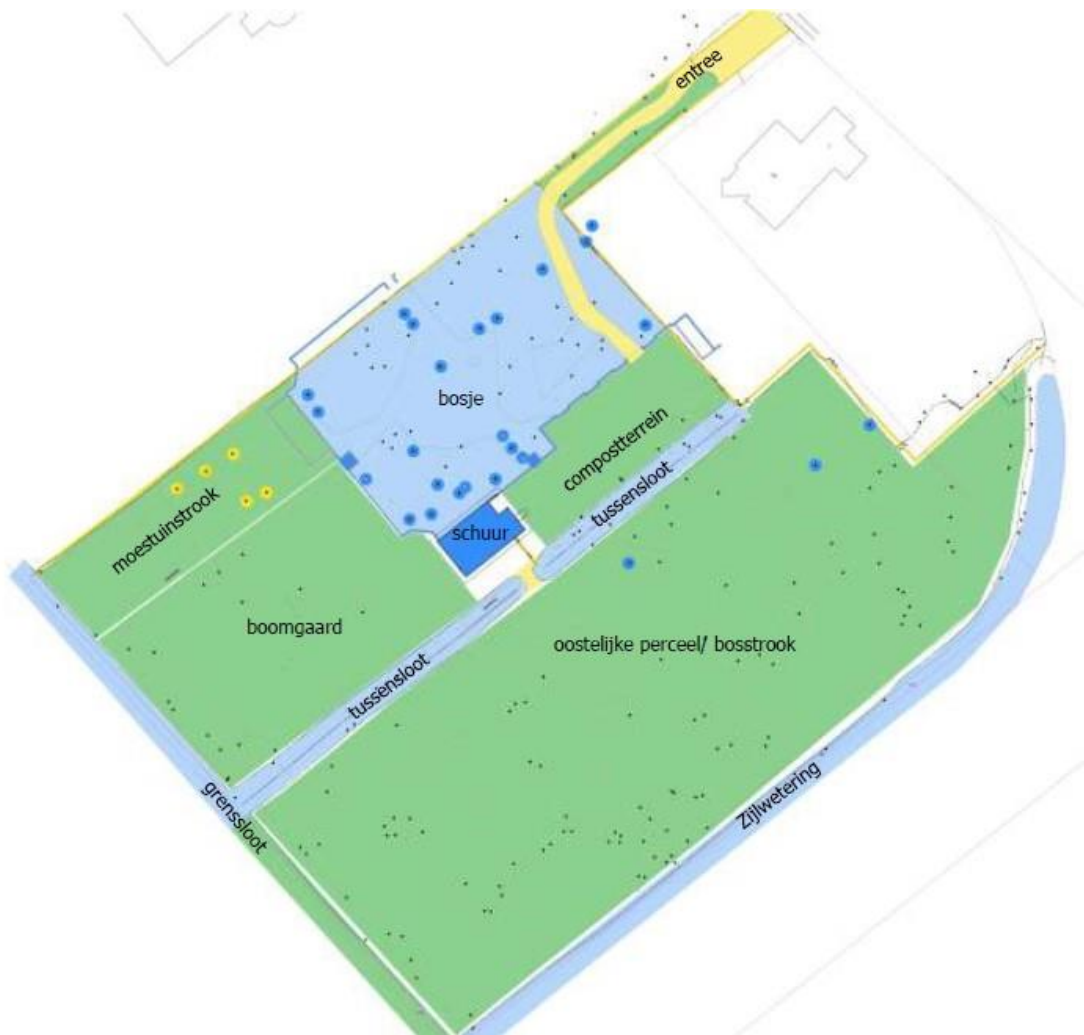 entree
bosje
compostterrein
tussensloot
moestuinstrook
schuur
boomgaard
oostelijke perceel/ bosstrook
tussensloot
grenssloot
Zijlwetering